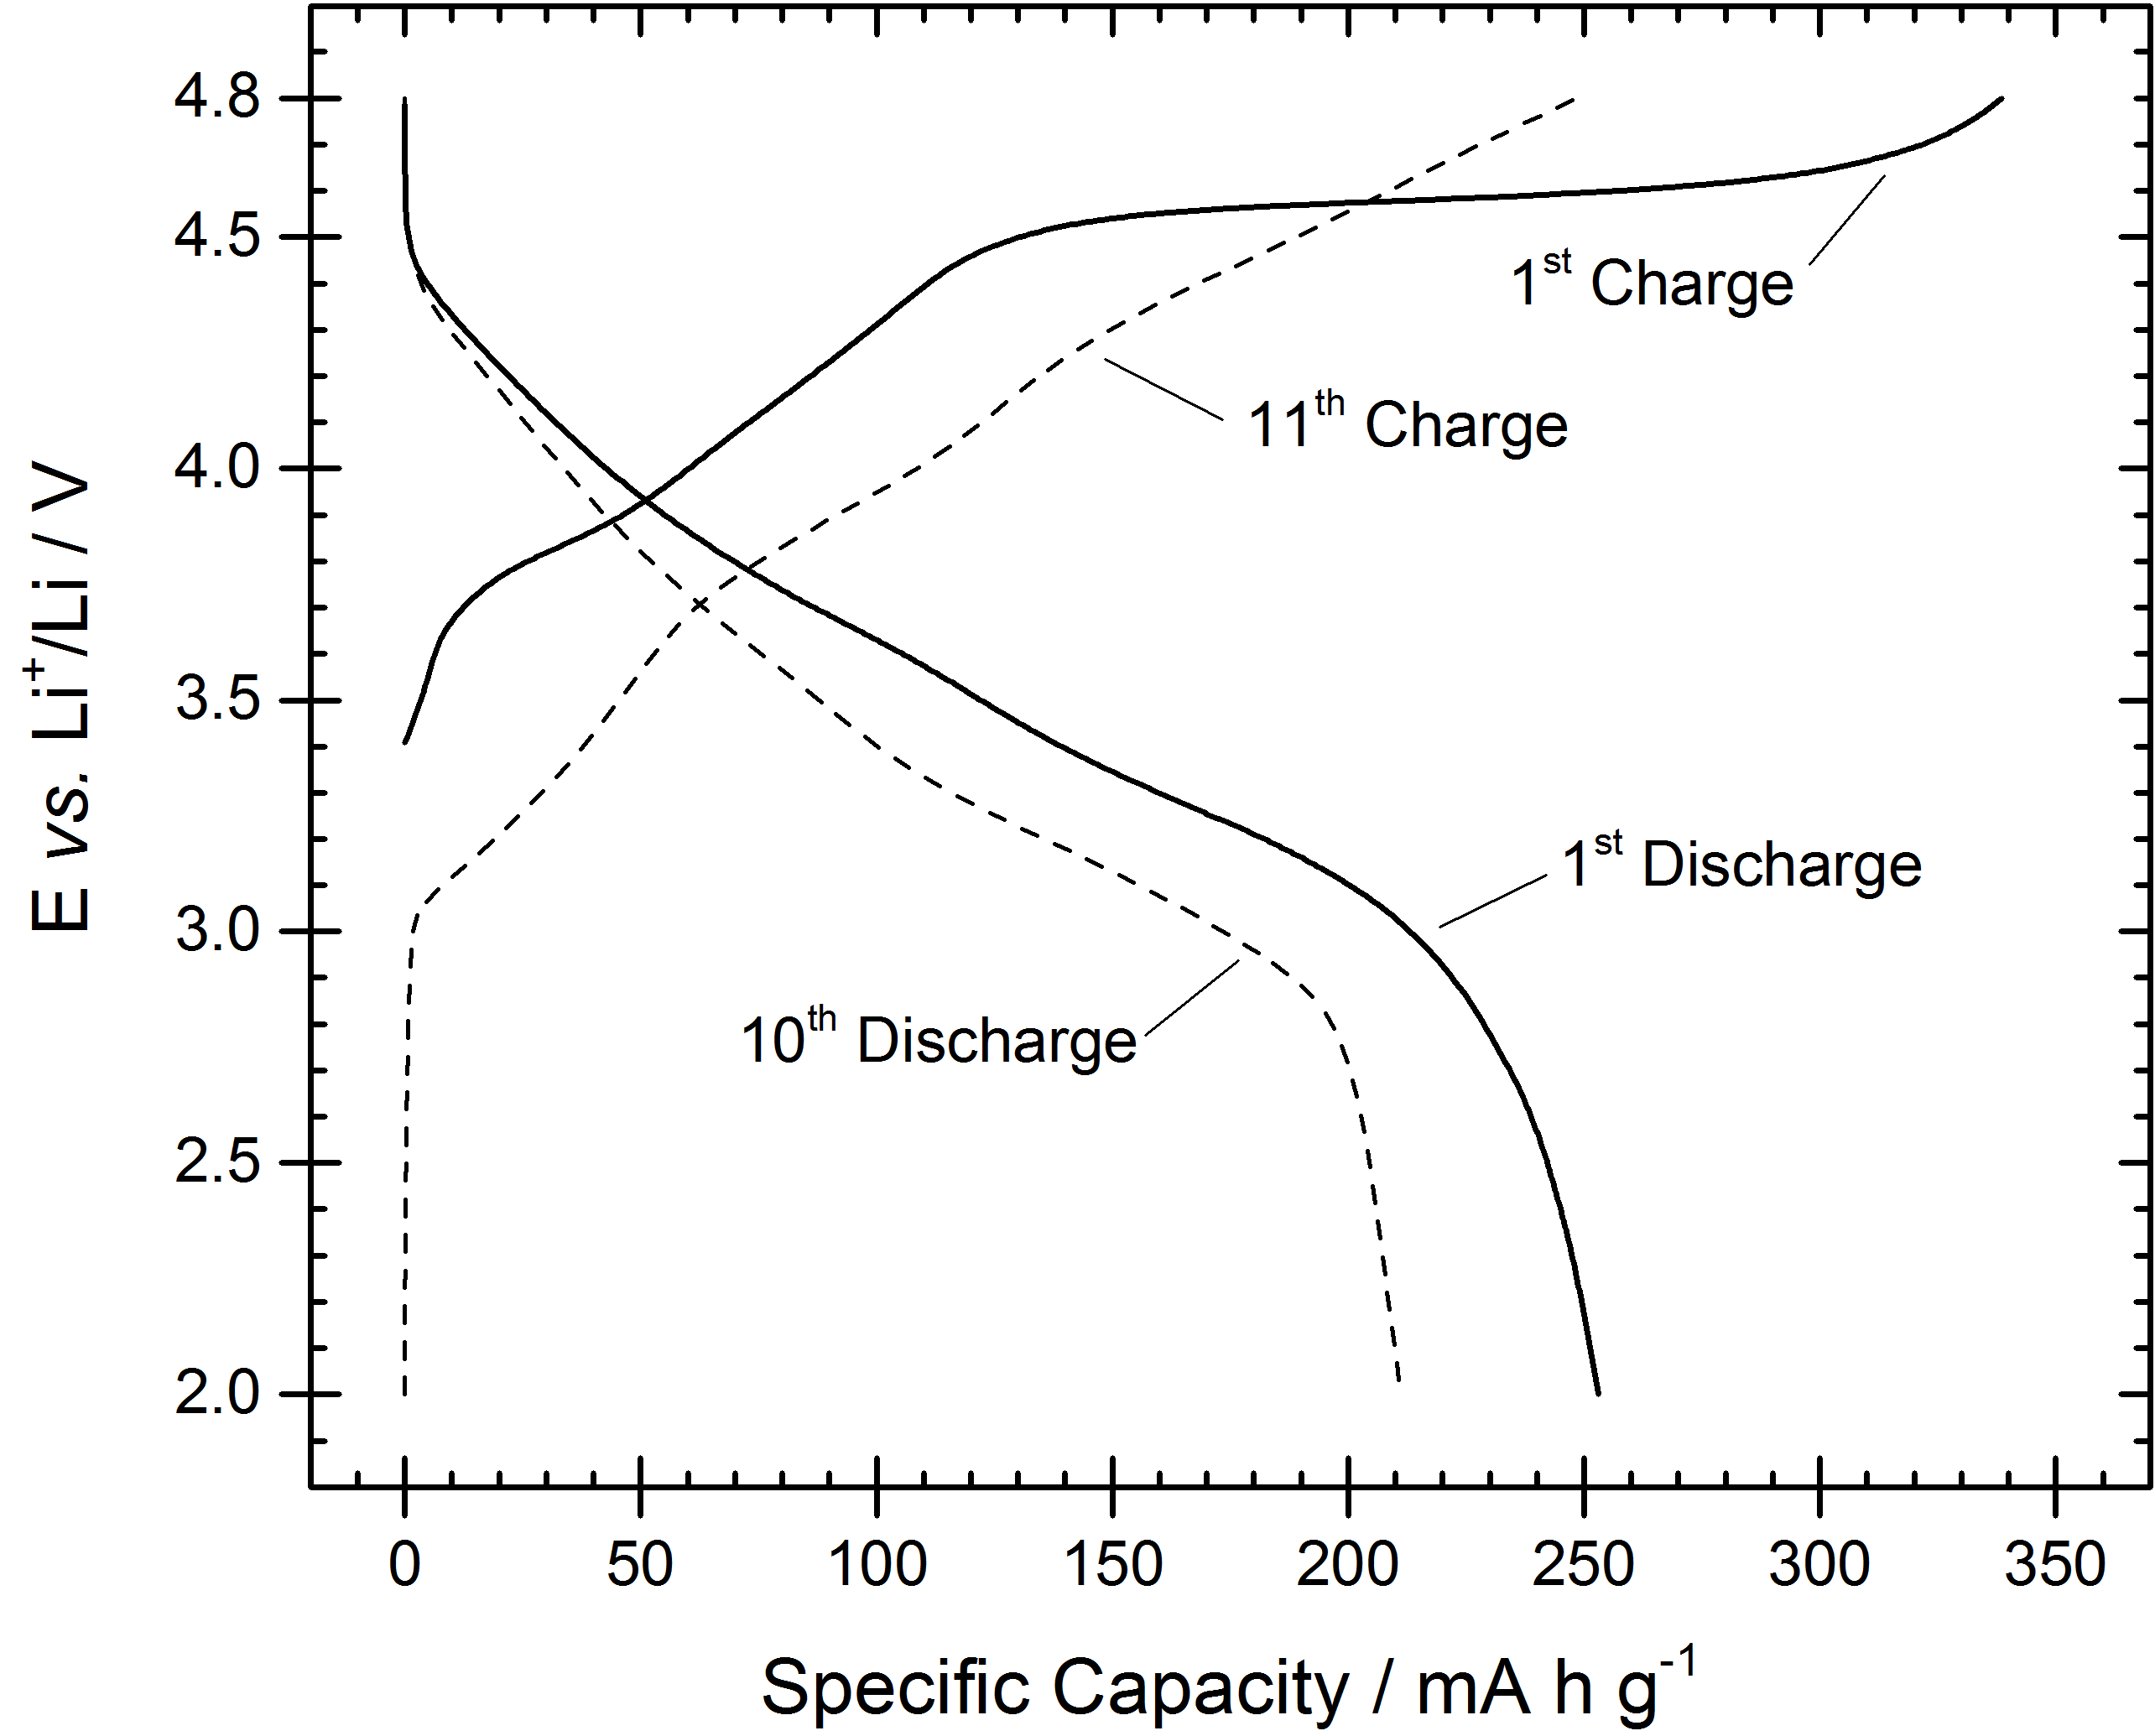 4.8
4.5
4.0
3.5
3.0
2.5
2.0
E vs. Li⁺/Li / V
1ˢᵗ Charge
11ᵗʰ Charge
1ˢᵗ Discharge
10ᵗʰ Discharge
0 50 100 150 200 250 300 350
Specific Capacity / mA h g⁻¹